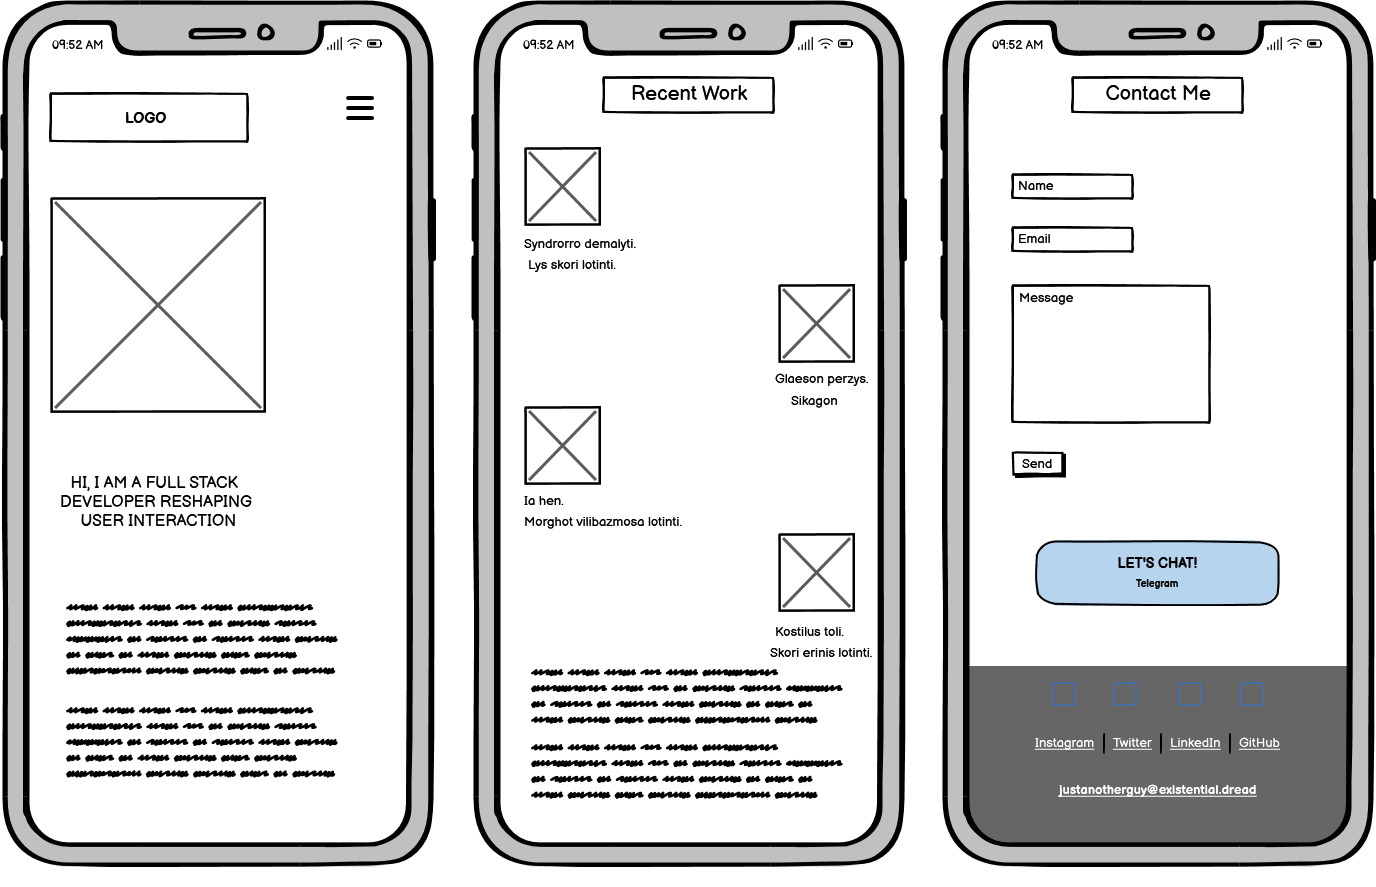 09:52 AM
LOGO
HI, I AM A FULL STACK
DEVELOPER RESHAPING
USER INTERACTION
09:52 AM
Recent Work
Syndrorro demalyti.
Lys skori lotinti.
Glaeson perzys.
Sikagon
Ia hen.
Morghot vilibazmosa lotinti.
Kostilus toli.
Skori erinis lotinti.
09:52 AM
Contact Me
Name
Email
Message
Send
LET'S CHAT!
Telegram
Instagram | Twitter | LinkedIn | GitHub
justanotherguy@existential.dread